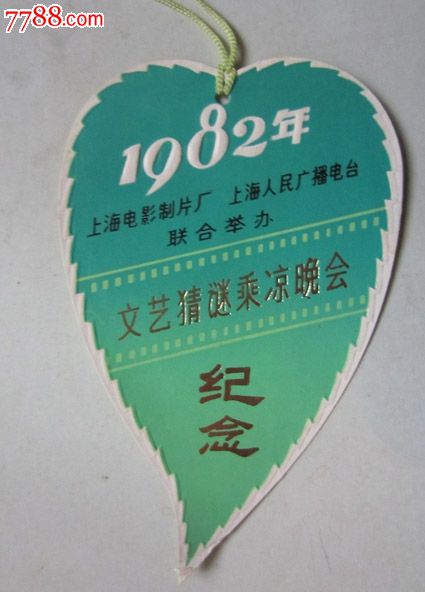 7788.com
1982年
上海电影制片厂 上海人民广播电台
联合举办
文艺猜谜乘凉晚会
纪念